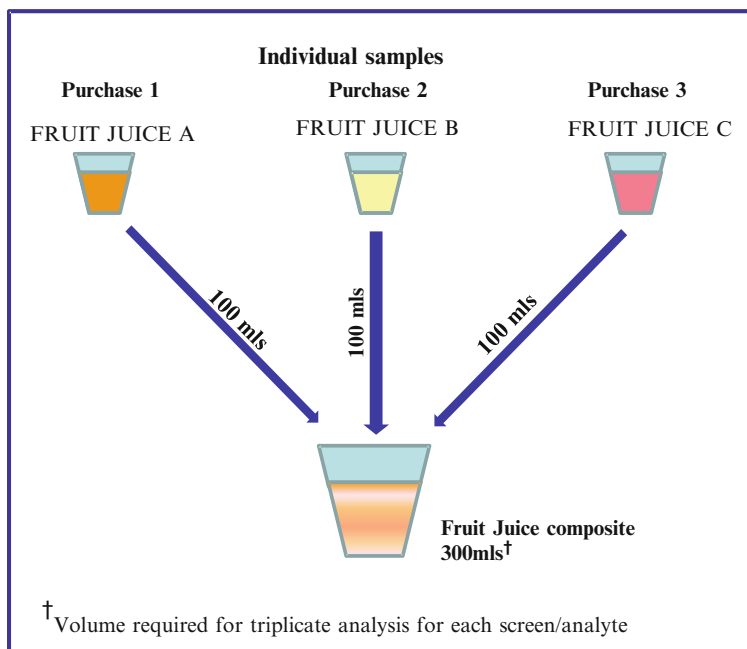 Individual samples
Purchase 1
Purchase 2
Purchase 3
FRUIT JUICE A
FRUIT JUICE B
FRUIT JUICE C
100 mls
100 mls
100 mls
Fruit Juice composite
300mls†
†Volume required for triplicate analysis for each screen/analyte